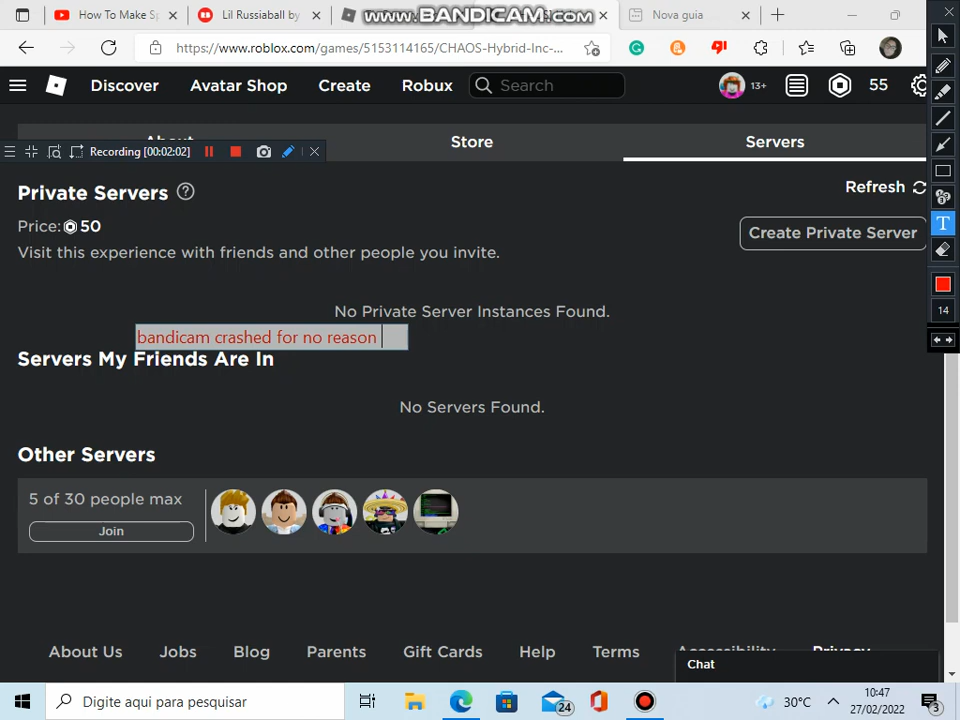 How To Make Sp
Lil Russiaball by
WWW.BANDICAM.COM
Nova guia
https://www.roblox.com/games/5153114165/CHAOS-Hybrid-Inc-...
Discover
Avatar Shop
Create
Robux
Search
13+
55
About
Store
Servers
Recording [00:02:02]
Private Servers
Refresh
Price: 50
Create Private Server
Visit this experience with friends and other people you invite.
No Private Server Instances Found.
bandicam crashed for no reason
Servers My Friends Are In
No Servers Found.
Other Servers
5 of 30 people max
Join
T
14
About Us
Jobs
Blog
Parents
Gift Cards
Help
Terms
Accessibility
Privacy
Chat
Digite aqui para pesquisar
24
30°C
10:47
27/02/2022
3